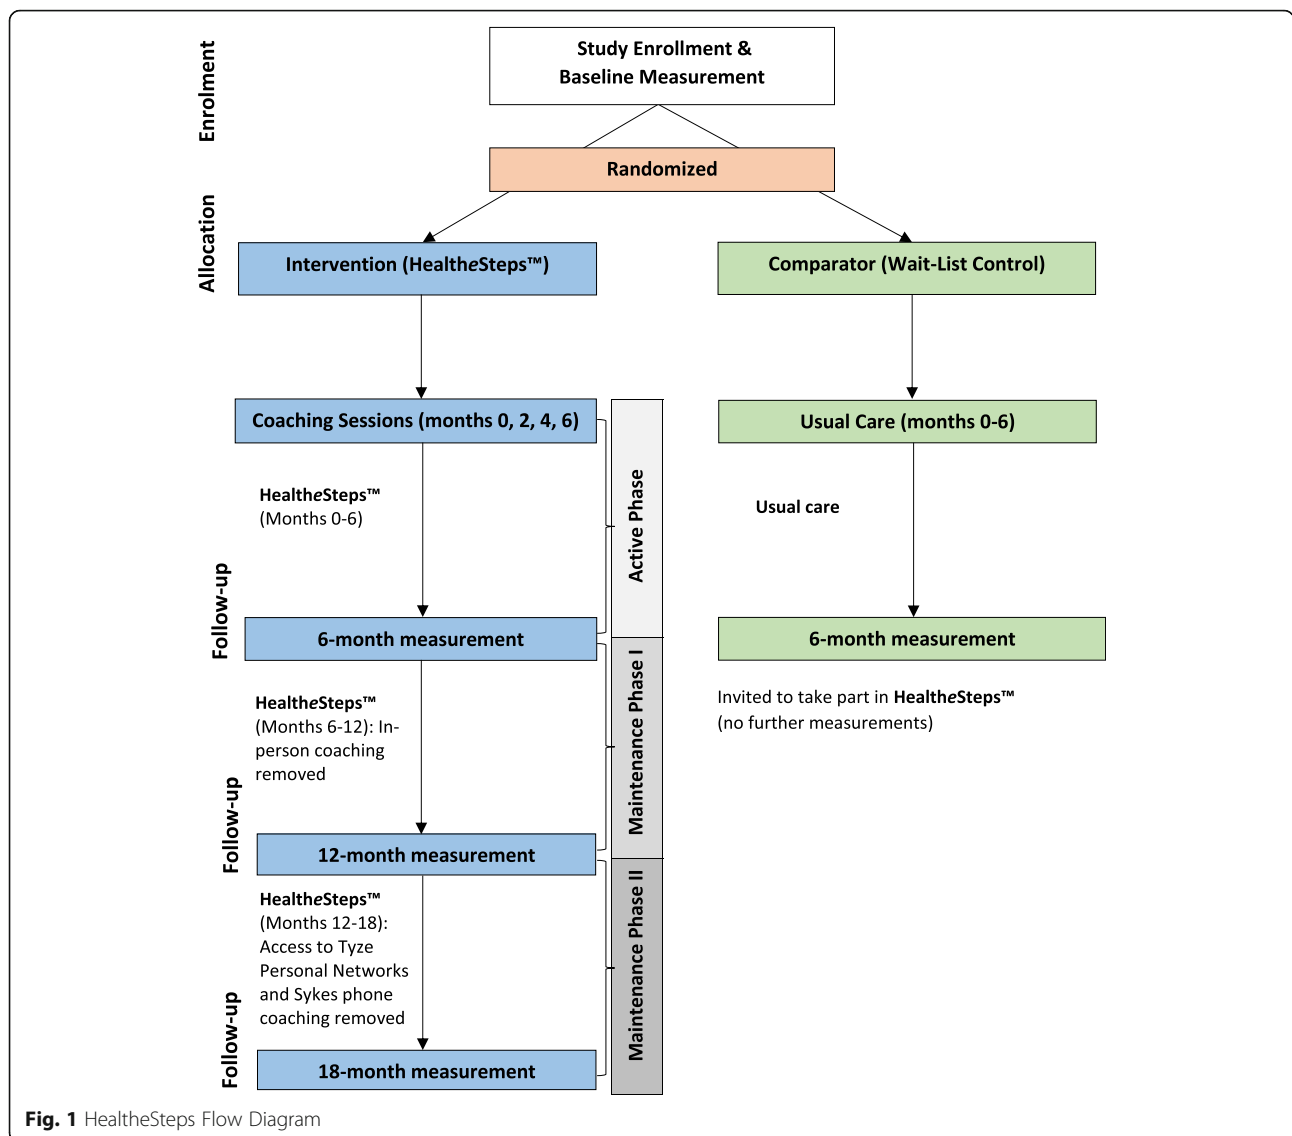 Enrolment
Study Enrollment &
Baseline Measurement
Randomized
Allocation
Intervention (HealtheSteps™)
Comparator (Wait-List Control)
Coaching Sessions (months 0, 2, 4, 6)
Usual Care (months 0-6)
HealtheSteps™
(Months 0-6)
Active Phase
Usual care
Follow-up
6-month measurement
6-month measurement
HealtheSteps™
(Months 6-12): In-
person coaching
removed
Maintenance Phase I
Invited to take part in HealtheSteps™
(no further measurements)
Follow-up
12-month measurement
HealtheSteps™
(Months 12-18):
Access to Tyze
Personal Networks
and Sykes phone
coaching removed
Maintenance Phase II
Follow-up
18-month measurement
Fig. 1 HealtheSteps Flow Diagram